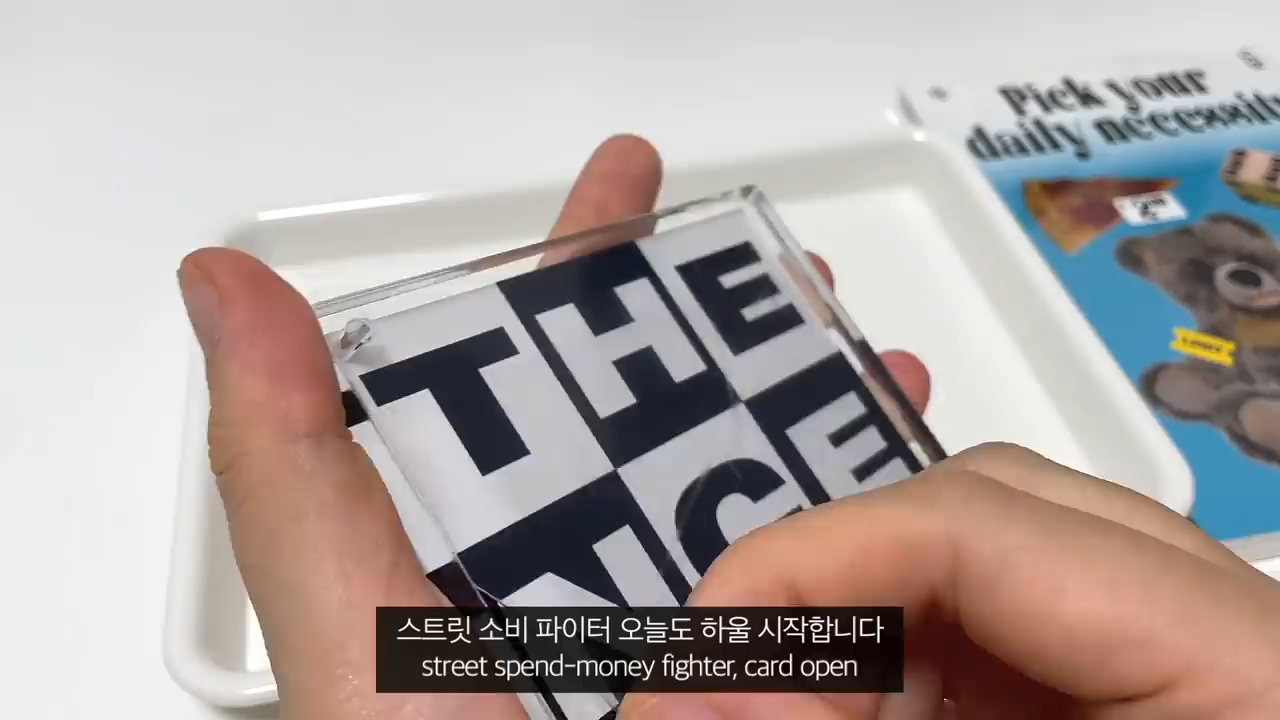 Pick your
daily necessit
2
THE
NCE
스트릿 소비 파이터 오늘도 하울 시작합니다
street spend-money fighter, card open